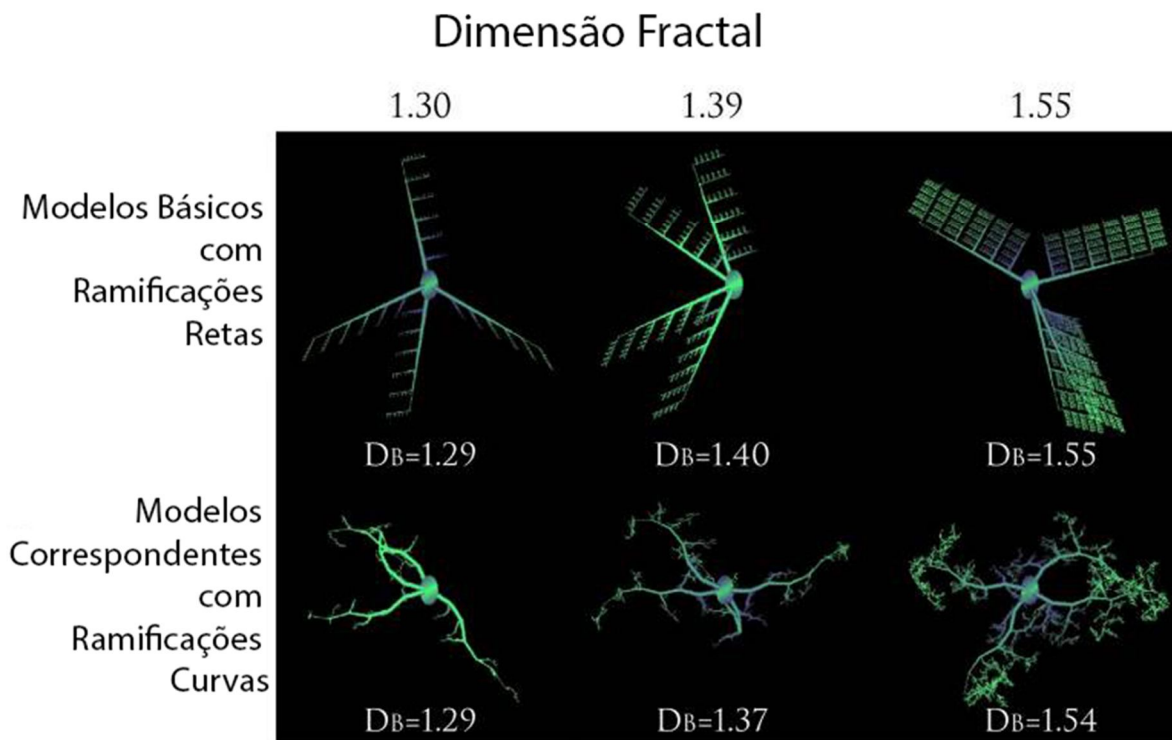 Dimensão Fractal
1.30 1.39 1.55
Modelos Básicos
com
Ramificações
Retas
DB=1.29 DB=1.40 DB=1.55
Modelos
Correspondentes
com
Ramificações
Curvas
DB=1.29 DB=1.37 DB=1.54